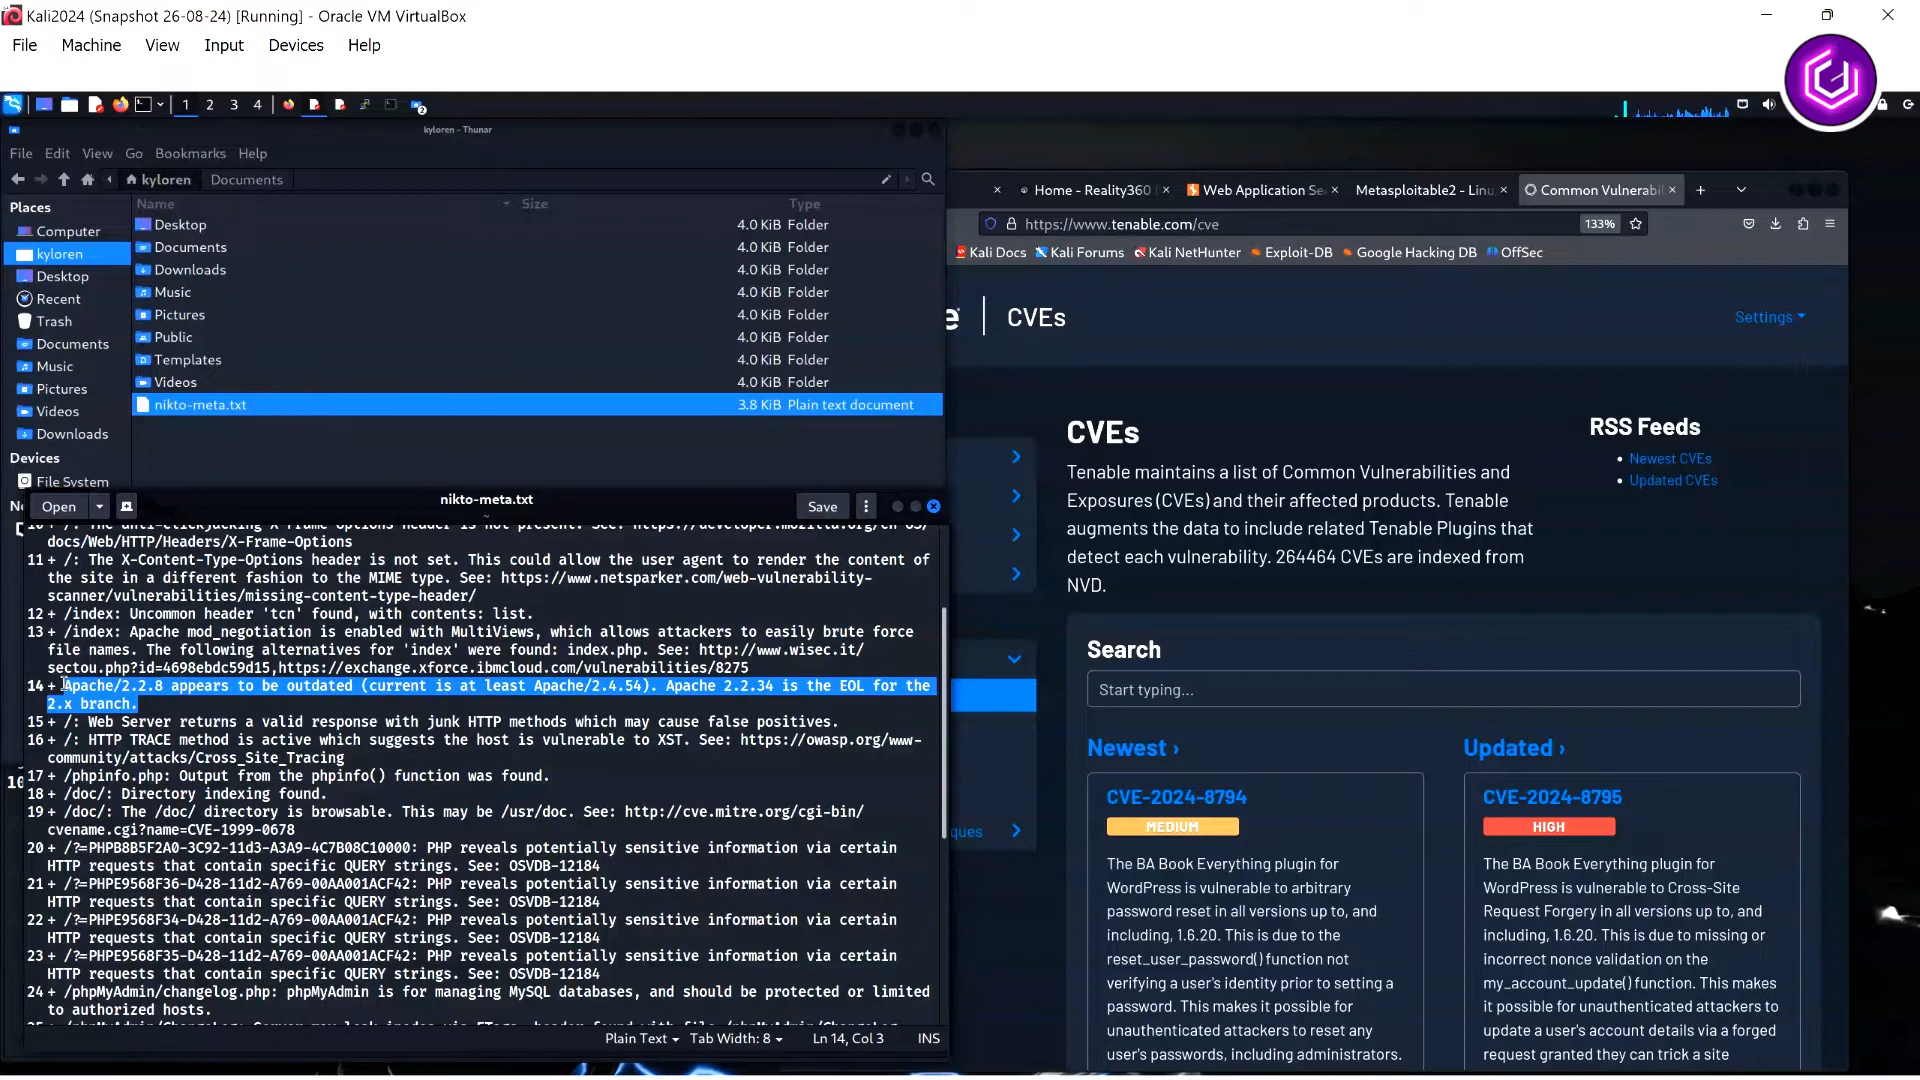 Kali2024 (Snapshot 26-08-24) [Running] - Oracle VM VirtualBox
File Machine View Input Devices Help
1 2 3 4
kyloren - Thunar
File Edit View Go Bookmarks Help
kyloren Documents
Places
Computer
kyloren
Desktop
Recent
Trash
Documents
Music
Pictures
Videos
Downloads
Devices
File System
Name Size Type
Desktop 4.0 KiB Folder
Documents 4.0 KiB Folder
Downloads 4.0 KiB Folder
Music 4.0 KiB Folder
Pictures 4.0 KiB Folder
Public 4.0 KiB Folder
Templates 4.0 KiB Folder
Videos 4.0 KiB Folder
nikto-meta.txt 3.8 KiB Plain text document
Open nikto-meta.txt Save
docs/Web/HTTP/Headers/X-Frame-Options
11 + /: The X-Content-Type-Options header is not set. This could allow the user agent to render the content of
the site in a different fashion to the MIME type. See: https://www.netsparker.com/web-vulnerability-
scanner/vulnerabilities/missing-content-type-header/
12 + /index: Uncommon header 'tcn' found, with contents: list.
13 + /index: Apache mod_negotiation is enabled with MultiViews, which allows attackers to easily brute force
file names. The following alternatives for 'index' were found: index.php. See: http://www.wisec.it/
sectou.php?id=4698ebdc59d15,https://exchange.xforce.ibmcloud.com/vulnerabilities/8275
14 + Apache/2.2.8 appears to be outdated (current is at least Apache/2.4.54). Apache 2.2.34 is the EOL for the
2.x branch.
15 + /: Web Server returns a valid response with junk HTTP methods which may cause false positives.
16 + /: HTTP TRACE method is active which suggests the host is vulnerable to XST. See: https://owasp.org/www-
community/attacks/Cross_Site_Tracing
17 + /phpinfo.php: Output from the phpinfo() function was found.
18 + /doc/: Directory indexing found.
19 + /doc/: The /doc/ directory is browsable. This may be /usr/doc. See: http://cve.mitre.org/cgi-bin/
cvename.cgi?name=CVE-1999-0678
20 + /?=PHPB8B5F2A0-3C92-11d3-A3A9-4C7B08C10000: PHP reveals potentially sensitive information via certain
HTTP requests that contain specific QUERY strings. See: OSVDB-12184
21 + /?=PHPE9568F36-D428-11d2-A769-00AA001ACF42: PHP reveals potentially sensitive information via certain
HTTP requests that contain specific QUERY strings. See: OSVDB-12184
22 + /?=PHPE9568F34-D428-11d2-A769-00AA001ACF42: PHP reveals potentially sensitive information via certain
HTTP requests that contain specific QUERY strings. See: OSVDB-12184
23 + /?=PHPE9568F35-D428-11d2-A769-00AA001ACF42: PHP reveals potentially sensitive information via certain
HTTP requests that contain specific QUERY strings. See: OSVDB-12184
24 + /phpMyAdmin/changelog.php: phpMyAdmin is for managing MySQL databases, and should be protected or limited
to authorized hosts.
Plain Text Tab Width: 8 Ln 14, Col 3 INS
Home - Reality360 Web Application Se Metasploitable2 - Linu Common Vulnerabil
https://www.tenable.com/cve 133%
Kali Docs Kali Forums Kali NetHunter Exploit-DB Google Hacking DB OffSec
CVEs Settings
ques
CVEs
Tenable maintains a list of Common Vulnerabilities and
Exposures (CVEs) and their affected products. Tenable
augments the data to include related Tenable Plugins that
detect each vulnerability. 264464 CVEs are indexed from
NVD.
RSS Feeds
Newest CVEs
Updated CVEs
Search
Start typing...
Newest ›
CVE-2024-8794
MEDIUM
The BA Book Everything plugin for
WordPress is vulnerable to arbitrary
password reset in all versions up to, and
including, 1.6.20. This is due to the
reset_user_password() function not
verifying a user's identity prior to setting a
password. This makes it possible for
unauthenticated attackers to reset any
user's passwords, including administrators.
Updated ›
CVE-2024-8795
HIGH
The BA Book Everything plugin for
WordPress is vulnerable to Cross-Site
Request Forgery in all versions up to, and
including, 1.6.20. This is due to missing or
incorrect nonce validation on the
my_account_update() function. This makes
it possible for unauthenticated attackers to
update a user's account details via a forged
request granted they can trick a site